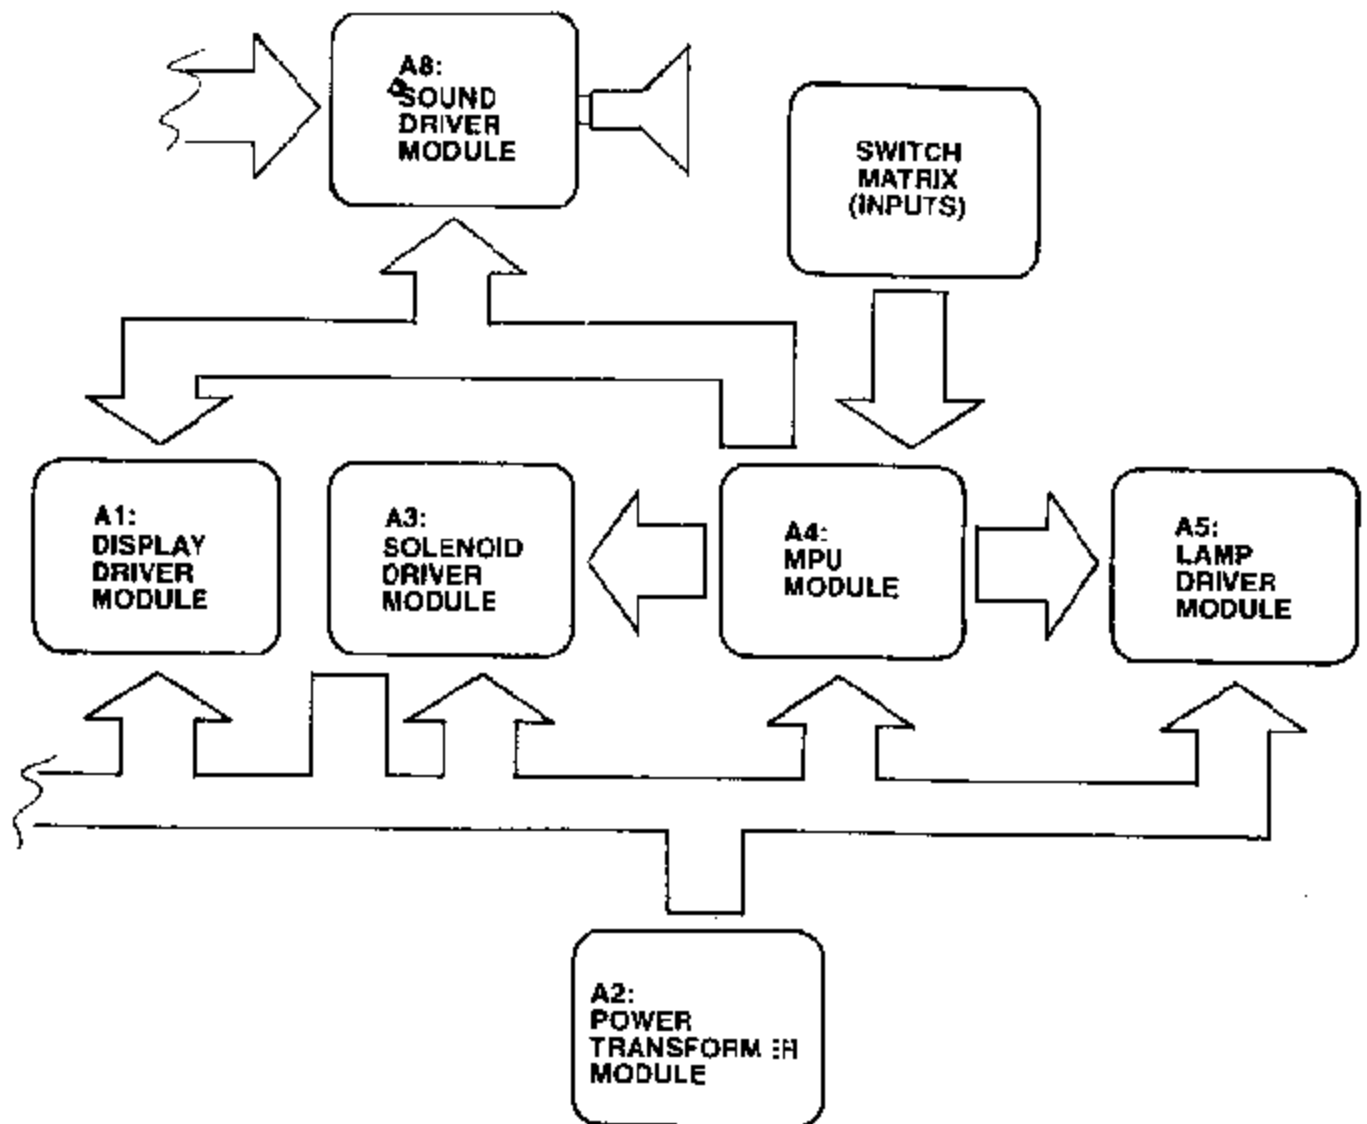 A8:
SOUND
DRIVER
MODULE
SWITCH
MATRIX
(INPUTS)
A1:
DISPLAY
DRIVER
MODULE
A3:
SOLENOID
DRIVER
MODULE
A4:
MPU
MODULE
A5:
LAMP
DRIVER
MODULE
A2:
POWER
TRANSFORMER
MODULE